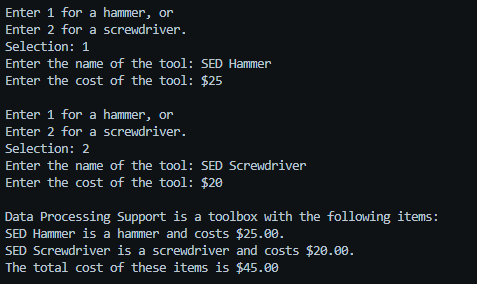 Enter 1 for a hammer, or
Enter 2 for a screwdriver.
Selection: 1
Enter the name of the tool: SED Hammer
Enter the cost of the tool: $25
Enter 1 for a hammer, or
Enter 2 for a screwdriver.
Selection: 2
Enter the name of the tool: SED Screwdriver
Enter the cost of the tool: $20
Data Processing Support is a toolbox with the following items:
SED Hammer is a hammer and costs $25.00.
SED Screwdriver is a screwdriver and costs $20.00.
The total cost of these items is $45.00